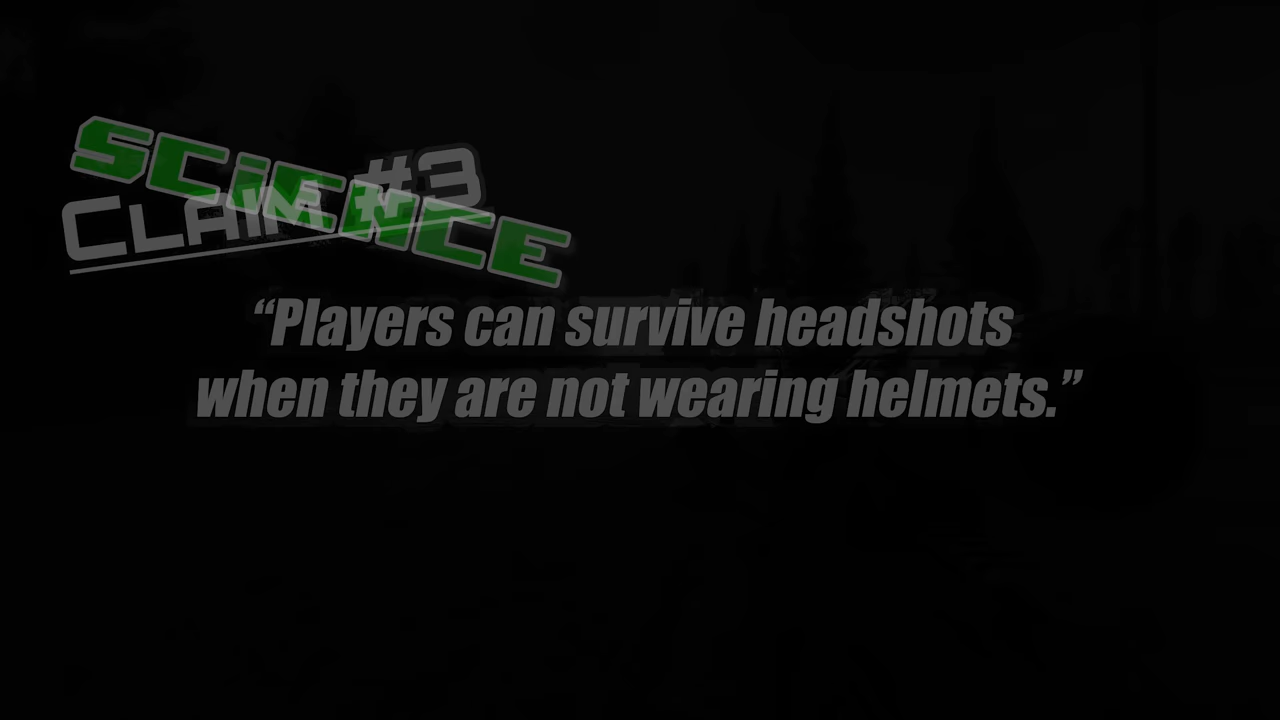 SCiENCE
CLAIM #3
“Players can survive headshots
when they are not wearing helmets.”